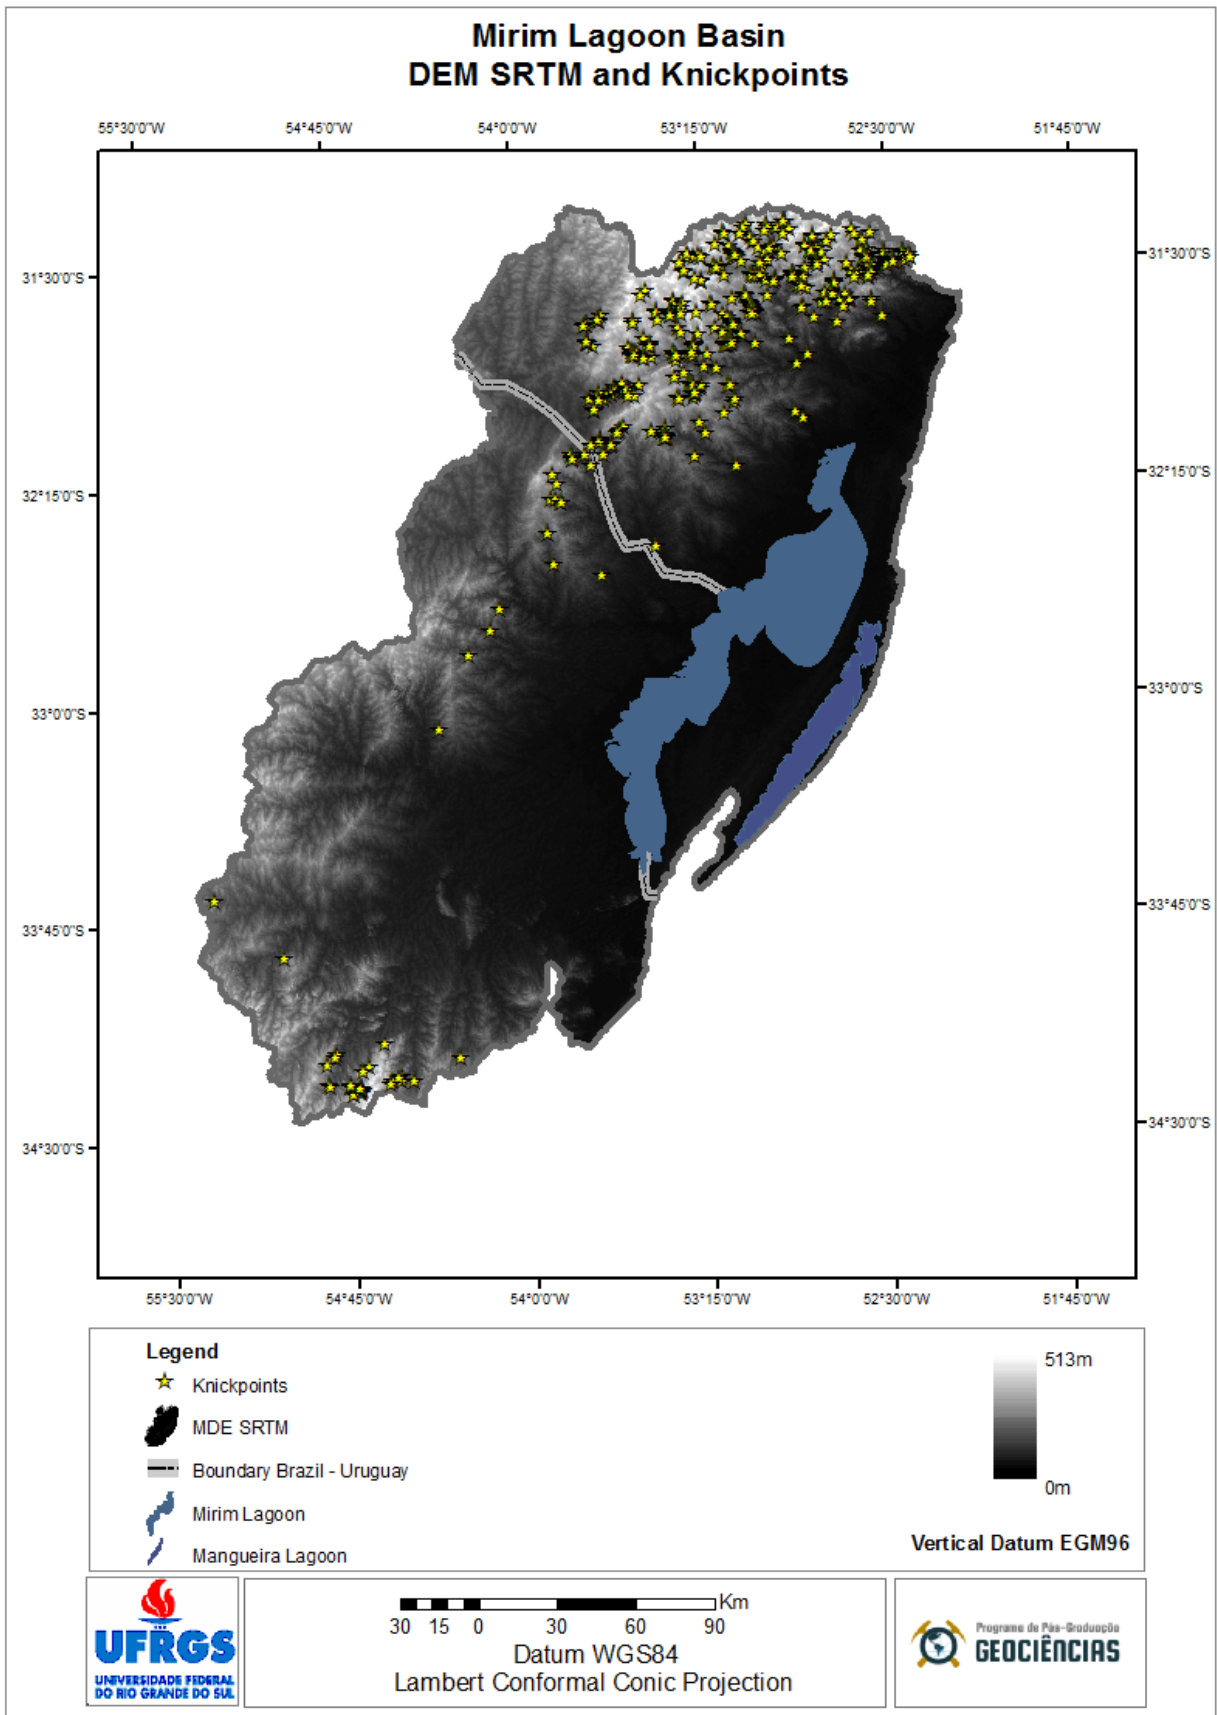 Mirim Lagoon Basin
DEM SRTM and Knickpoints
55°30'0"W 54°45'0"W 54°0'0"W 53°15'0"W 52°30'0"W 51°45'0"W
31°30'0"S
31°30'0"S
32°15'0"S
32°15'0"S
33°0'0"S
33°0'0"S
33°45'0"S
33°45'0"S
34°30'0"S
34°30'0"S
55°30'0"W 54°45'0"W 54°0'0"W 53°15'0"W 52°30'0"W 51°45'0"W
Legend
Knickpoints
MDE SRTM
Boundary Brazil - Uruguay
Mirim Lagoon
Mangueira Lagoon
513m
0m
Vertical Datum EGM96
UFRGS
UNIVERSIDADE FEDERAL
DO RIO GRANDE DO SUL
Km
30 15 0 30 60 90
Datum WGS84
Lambert Conformal Conic Projection
Programa de Pós-Graduação
GEOCIÊNCIAS